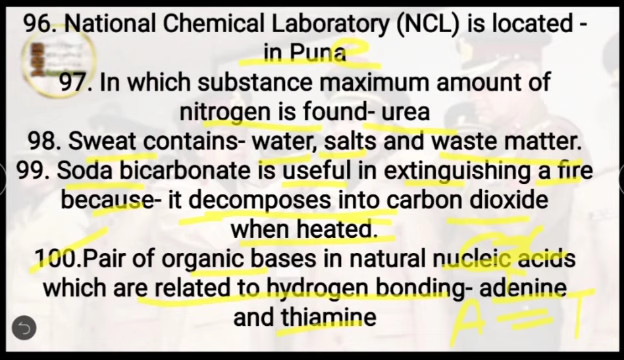 96. National Chemical Laboratory (NCL) is located -
in Puna e
97. In which substance maximum amount of
nitrogen is found- urea
98. Sweat contains- water, salts and waste matter.
99. Soda bicarbonate is useful in extinguishing a fire
because- it decomposes into carbon dioxide
when heated.
100.Pair of organic bases in natural nucleic acids
which are related to hydrogen bonding- adenine
and thiamine
A = T